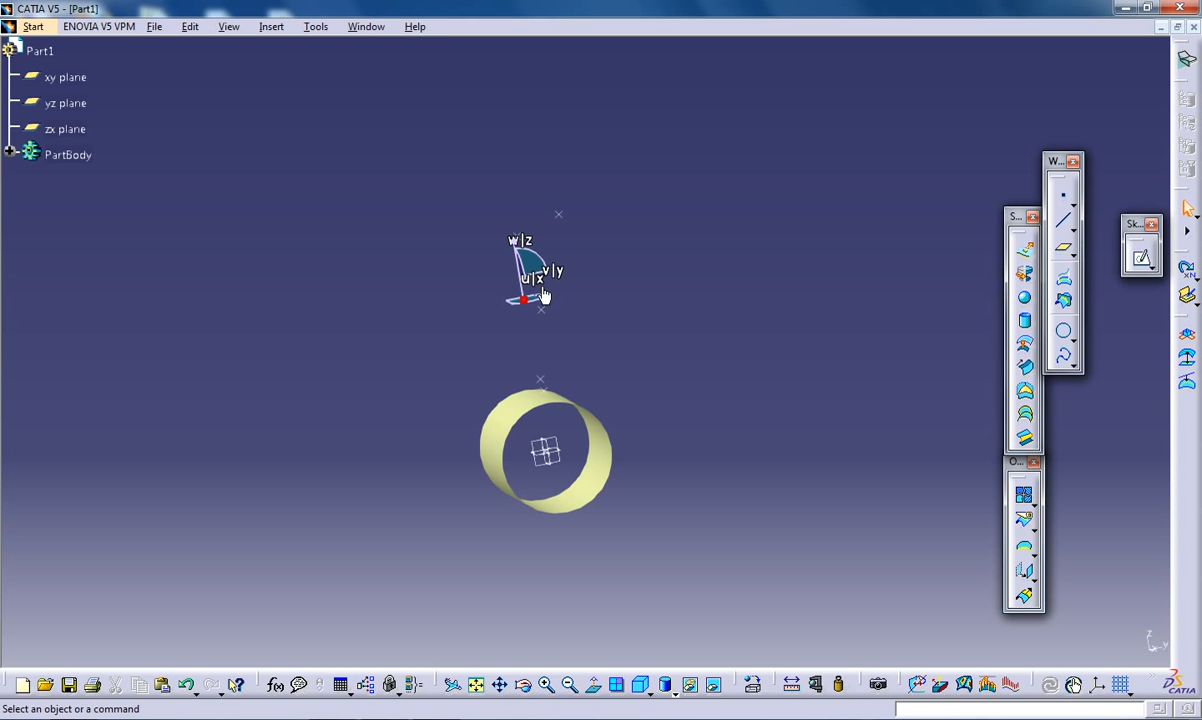 CATIA V5 - [Part1]
Start ENOVIA V5 VPM File Edit View Insert Tools Window Help
Part1
xy plane
yz plane
zx plane
PartBody
w|z
v|y
u|x
W...
S...
Sk...
O...
z
y
f(x)
CATIA
Select an object or a command